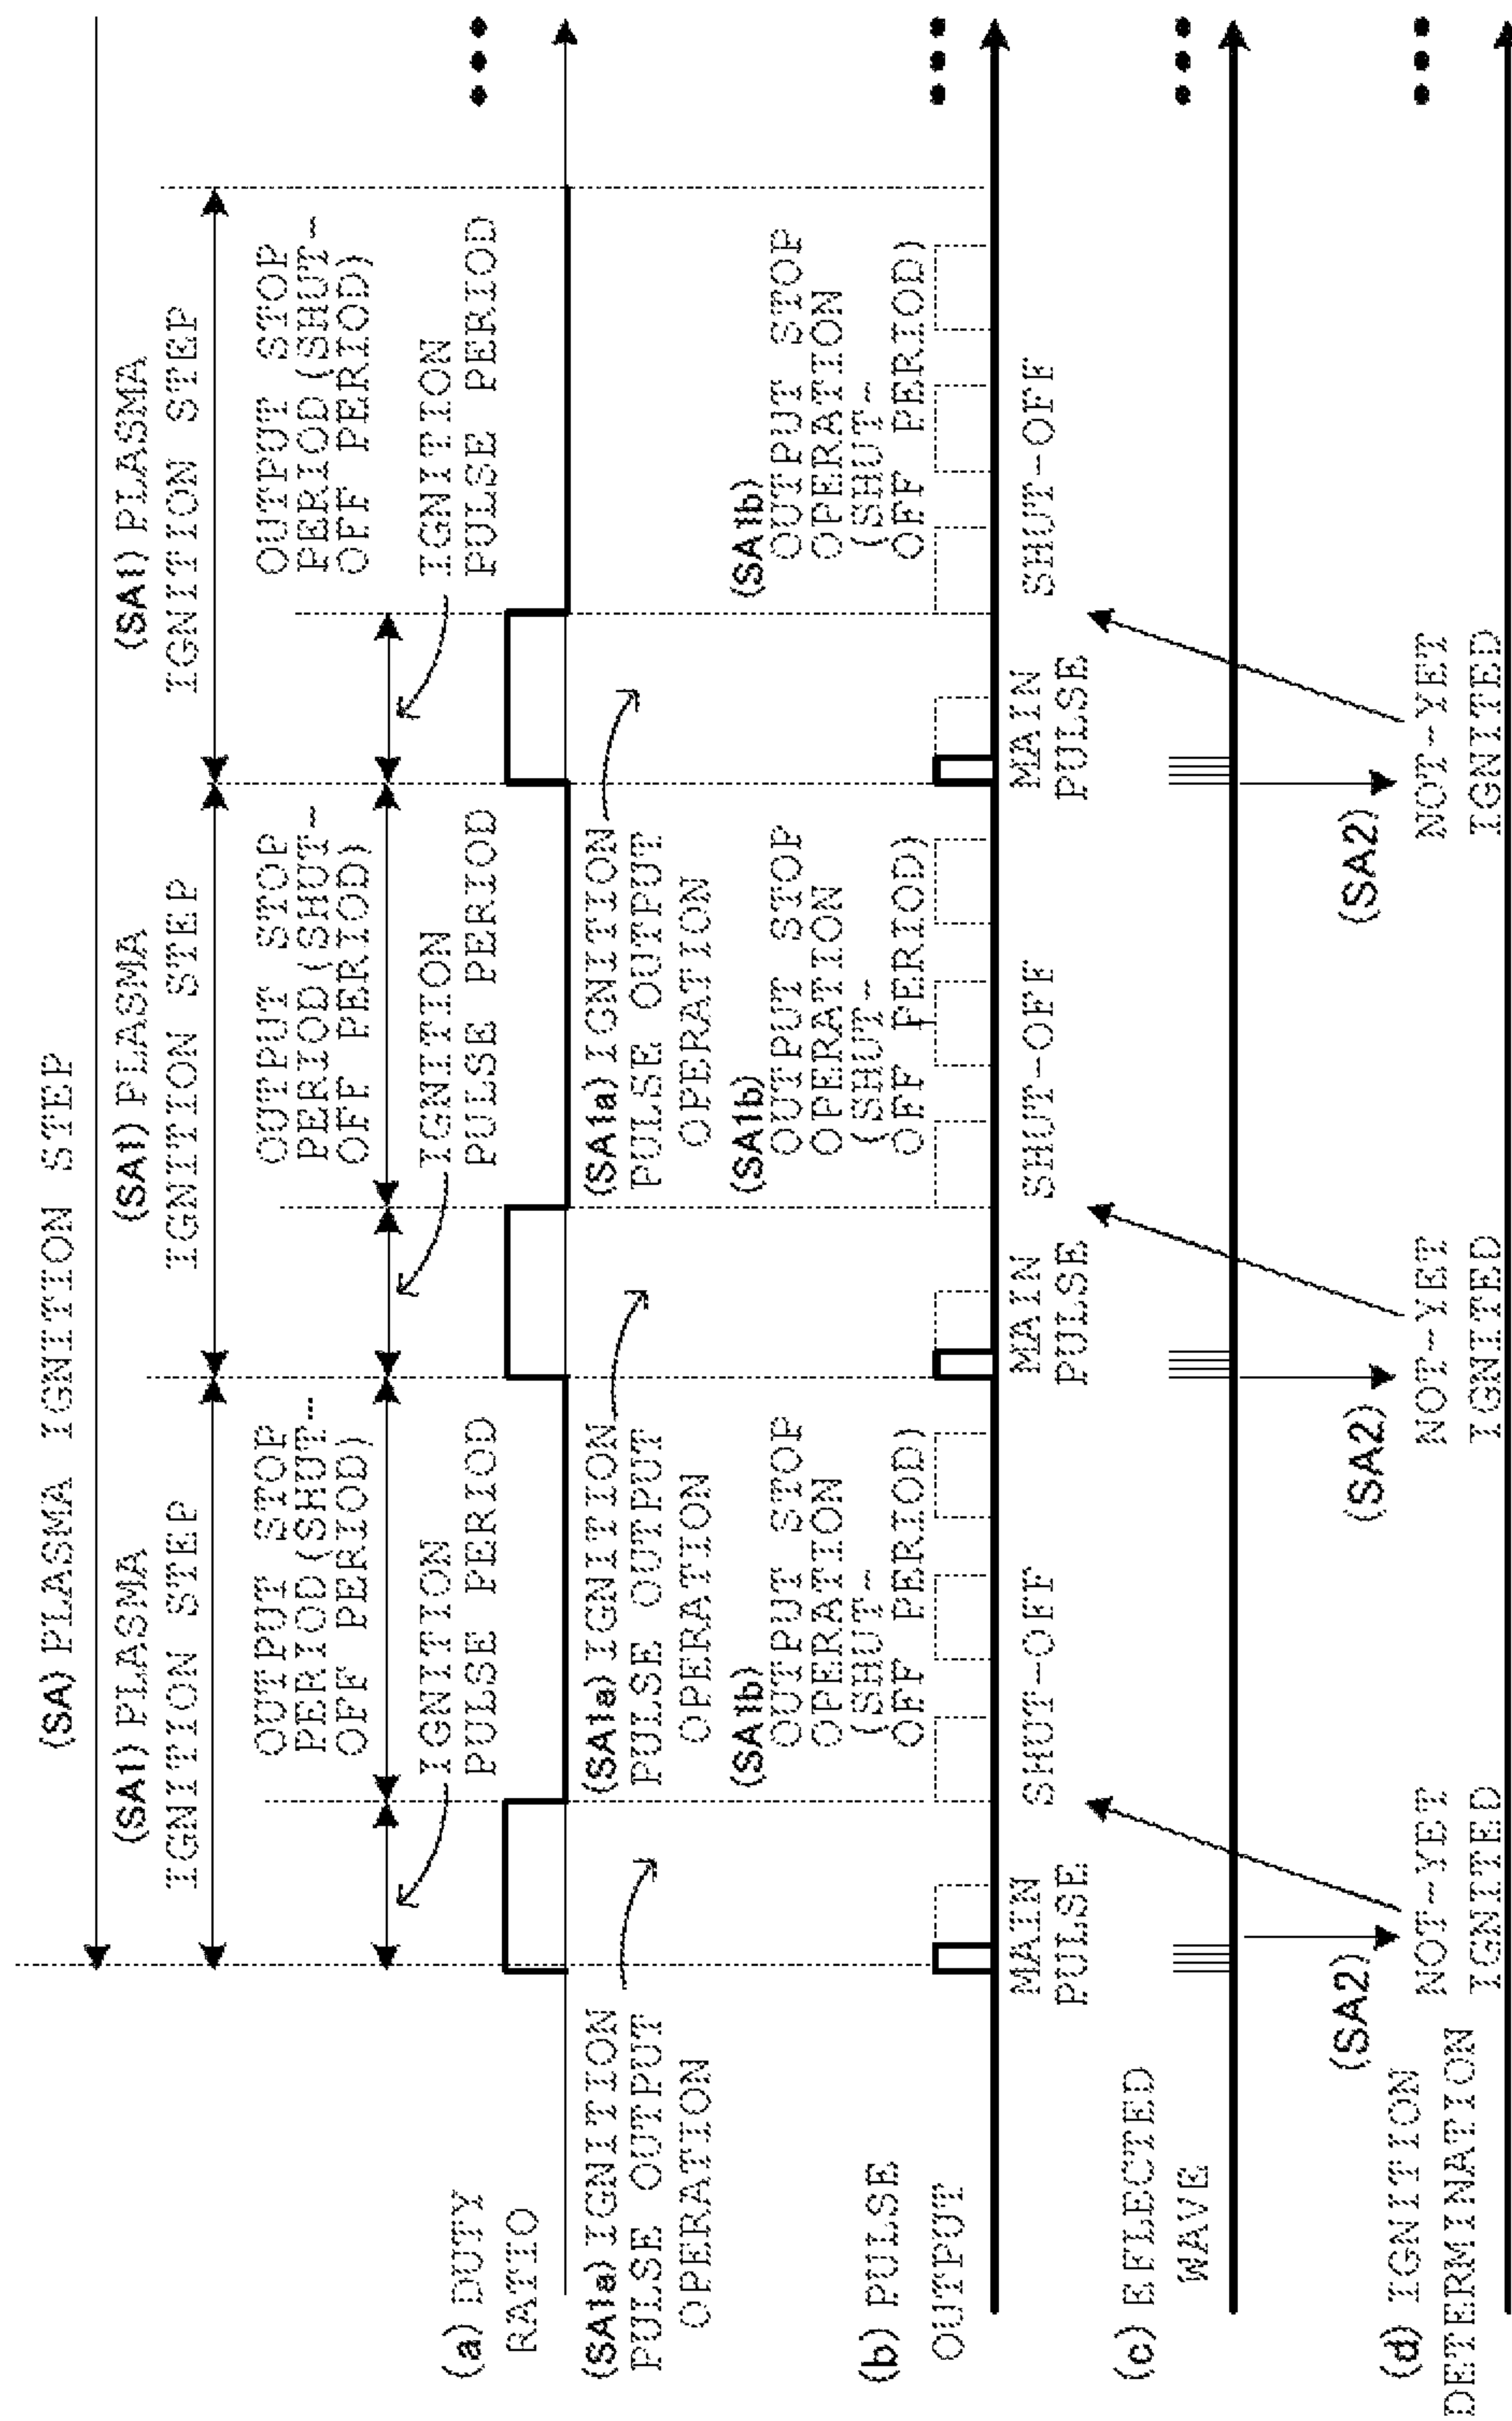 (SA) PLASMA IGNITION STEP
(SA1) PLASMA
IGNITION STEP
(SA1) PLASMA
IGNITION STEP
(SA1) PLASMA
IGNITION STEP
OUTPUT STOP
PERIOD(SHUT-
OFF PERIOD)
OUTPUT STOP
PERIOD(SHUT-
OFF PERIOD)
OUTPUT STOP
PERIOD(SHUT-
OFF PERIOD)
IGNITION
PULSE PERIOD
IGNITION
PULSE PERIOD
IGNITION
PULSE PERIOD
(a) DUTY
RATIO
(SA1a) IGNITION
PULSE OUTPUT
OPERATION
(SA1a) IGNITION
PULSE OUTPUT
OPERATION
(SA1a) IGNITION
PULSE OUTPUT
OPERATION
(SA1b)
OUTPUT STOP
OPERATION
(SHUT-
OFF PERIOD)
(SA1b)
OUTPUT STOP
OPERATION
(SHUT-
OFF PERIOD)
(SA1b)
OUTPUT STOP
OPERATION
(SHUT-
OFF PERIOD)
(b) PULSE
OUTPUT
MAIN
PULSE
SHUT-OFF
MAIN
PULSE
SHUT-OFF
MAIN
PULSE
SHUT-OFF
(c) EFLECTED
WAVE
(SA2)
(SA2)
(SA2)
(d) IGNITION
DETERMINATION
NOT-YET
IGNITED
NOT-YET
IGNITED
NOT-YET
IGNITED